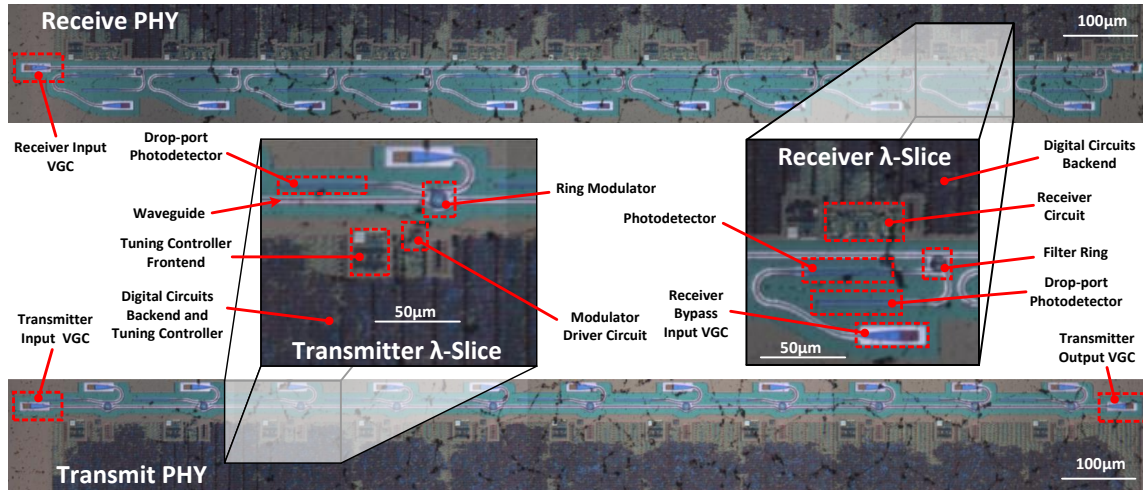 Receive PHY
100μm
Receiver Input
VGC
Drop-port
Photodetector
Waveguide
Tuning Controller
Frontend
Digital Circuits
Backend and
Tuning Controller
Transmitter
Input VGC
Ring Modulator
Modulator
Driver Circuit
50μm
Transmitter λ-Slice
Receiver λ-Slice
Photodetector
Receiver
Bypass
Input VGC
50μm
Digital Circuits
Backend
Receiver
Circuit
Filter Ring
Drop-port
Photodetector
Transmitter
Output VGC
Transmit PHY
100μm